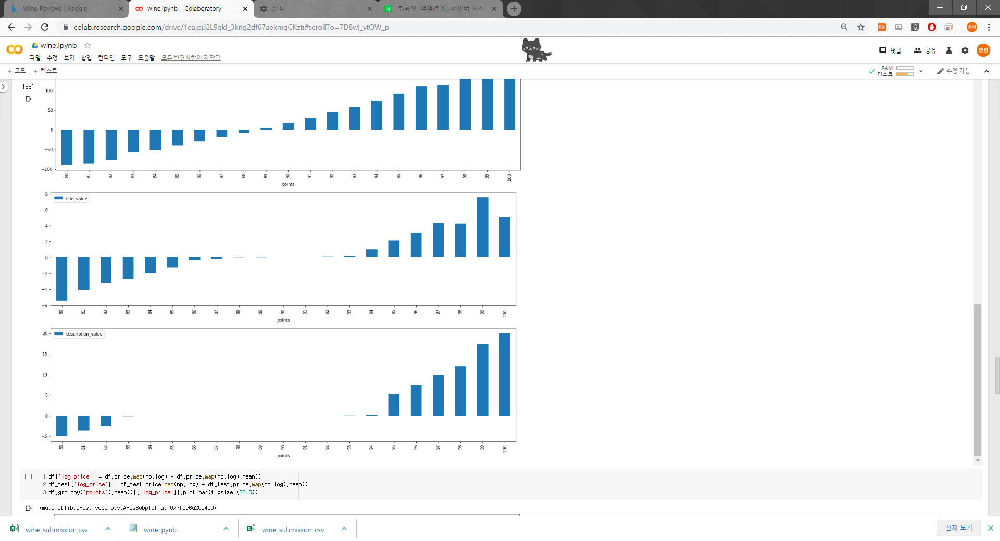 Wine Reviews | Kaggle
wine.ipynb - Colaboratory
설정
'취향'의 검색결과 : 네이버 사전
colab.research.google.com/drive/1eajpjJ2L9qkI_3kng2df67aekmqCKzti#scrollTo=7D8wl_vtQW_p
봉현
wine.ipynb
파일 수정 보기 삽입 런타임 도구 도움말 모든 변경사항이 저장됨
댓글 공유 봉현
+ 코드 + 텍스트
RAM
디스크
수정 가능
[63]
100
50
0
−50
−100
80 81 82 83 84 85 86 87 88 89 90 91 92 93 94 95 96 97 98 99 100
points
title_value
8
6
4
2
0
−2
−4
−6
80 81 82 83 84 85 86 87 88 89 90 91 92 93 94 95 96 97 98 99 100
points
description_value
20
15
10
5
0
−5
80 81 82 83 84 85 86 87 88 89 90 91 92 93 94 95 96 97 98 99 100
points
[ ]
1 df['log_price'] = df.price.map(np.log) - df.price.map(np.log).mean()
2 df_test['log_price'] = df_test.price.map(np.log) - df_test.price.map(np.log).mean()
3 df.groupby('points').mean()[['log_price']].plot.bar(figsize=(20,5))
<matplotlib.axes._subplots.AxesSubplot at 0x7fce6a20e400>
wine_submission.csv
wine.ipynb
wine_submission.csv
전체 보기